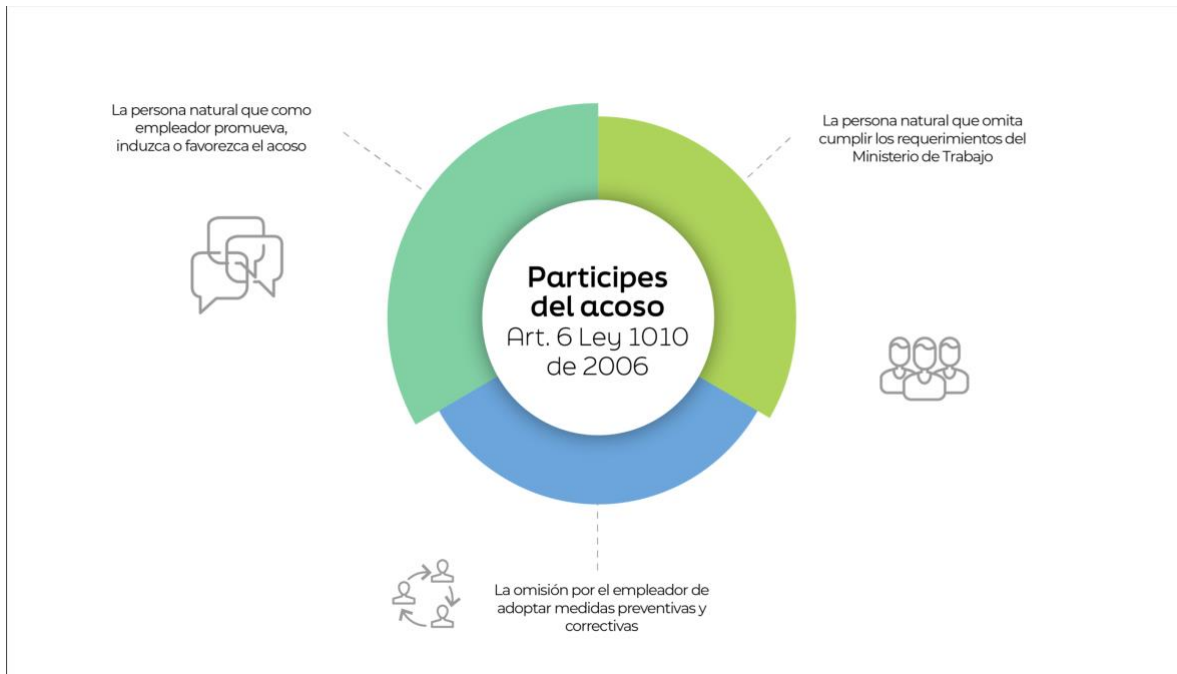 La persona natural que como
empleador promueva,
induzca o favorezca el acoso
La persona natural que omita
cumplir los requerimientos del
Ministerio de Trabajo
Participes
del acoso
Art. 6 Ley 1010
de 2006
La omisión por el empleador de
adoptar medidas preventivas y
correctivas